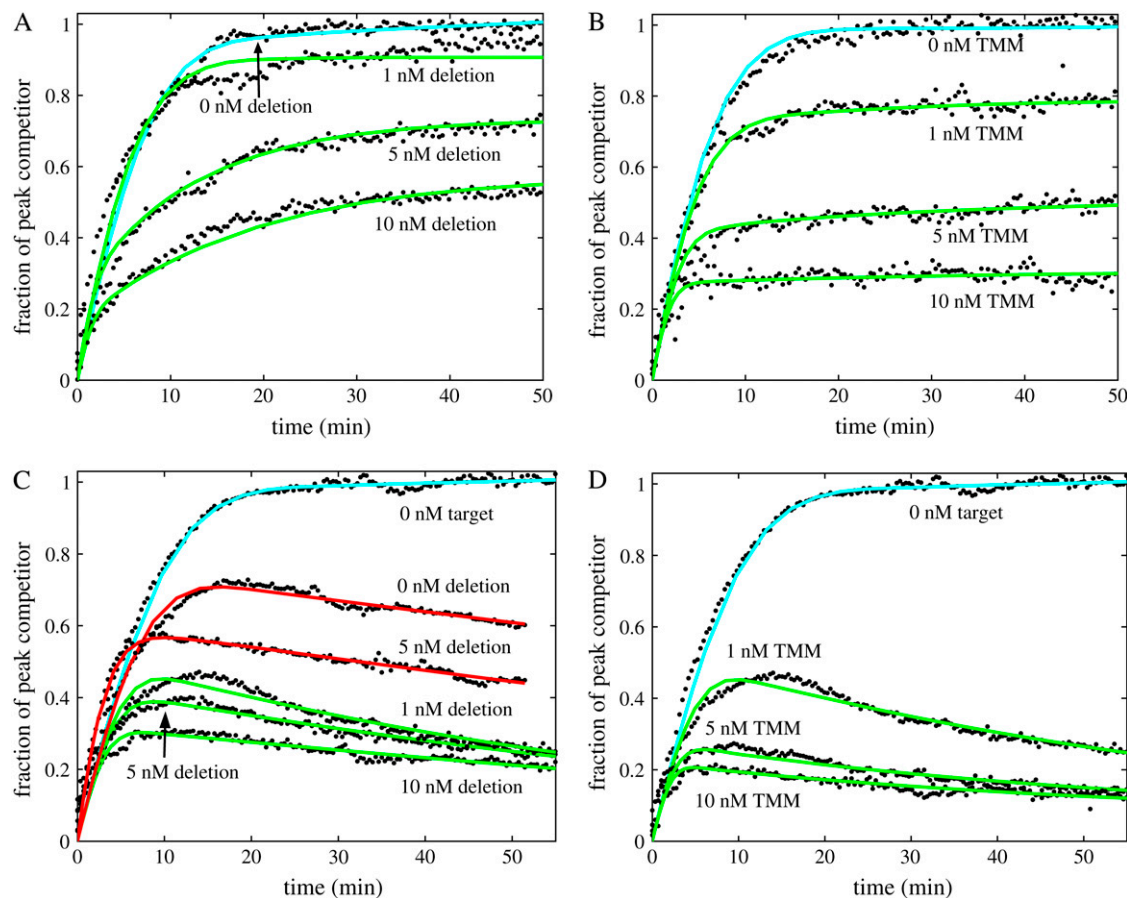 A
fraction of peak competitor
1
0.8
0.6
0.4
0.2
0
0 10 20 30 40 50
time (min)
1 nM deletion
0 nM deletion
5 nM deletion
10 nM deletion
B
fraction of peak competitor
1
0.8
0.6
0.4
0.2
0
0 10 20 30 40 50
time (min)
0 nM TMM
1 nM TMM
5 nM TMM
10 nM TMM
C
fraction of peak competitor
1
0.8
0.6
0.4
0.2
0
0 10 20 30 40 50
time (min)
0 nM target
0 nM deletion
5 nM deletion
1 nM deletion
5 nM deletion
10 nM deletion
D
fraction of peak competitor
1
0.8
0.6
0.4
0.2
0
0 10 20 30 40 50
time (min)
0 nM target
1 nM TMM
5 nM TMM
10 nM TMM